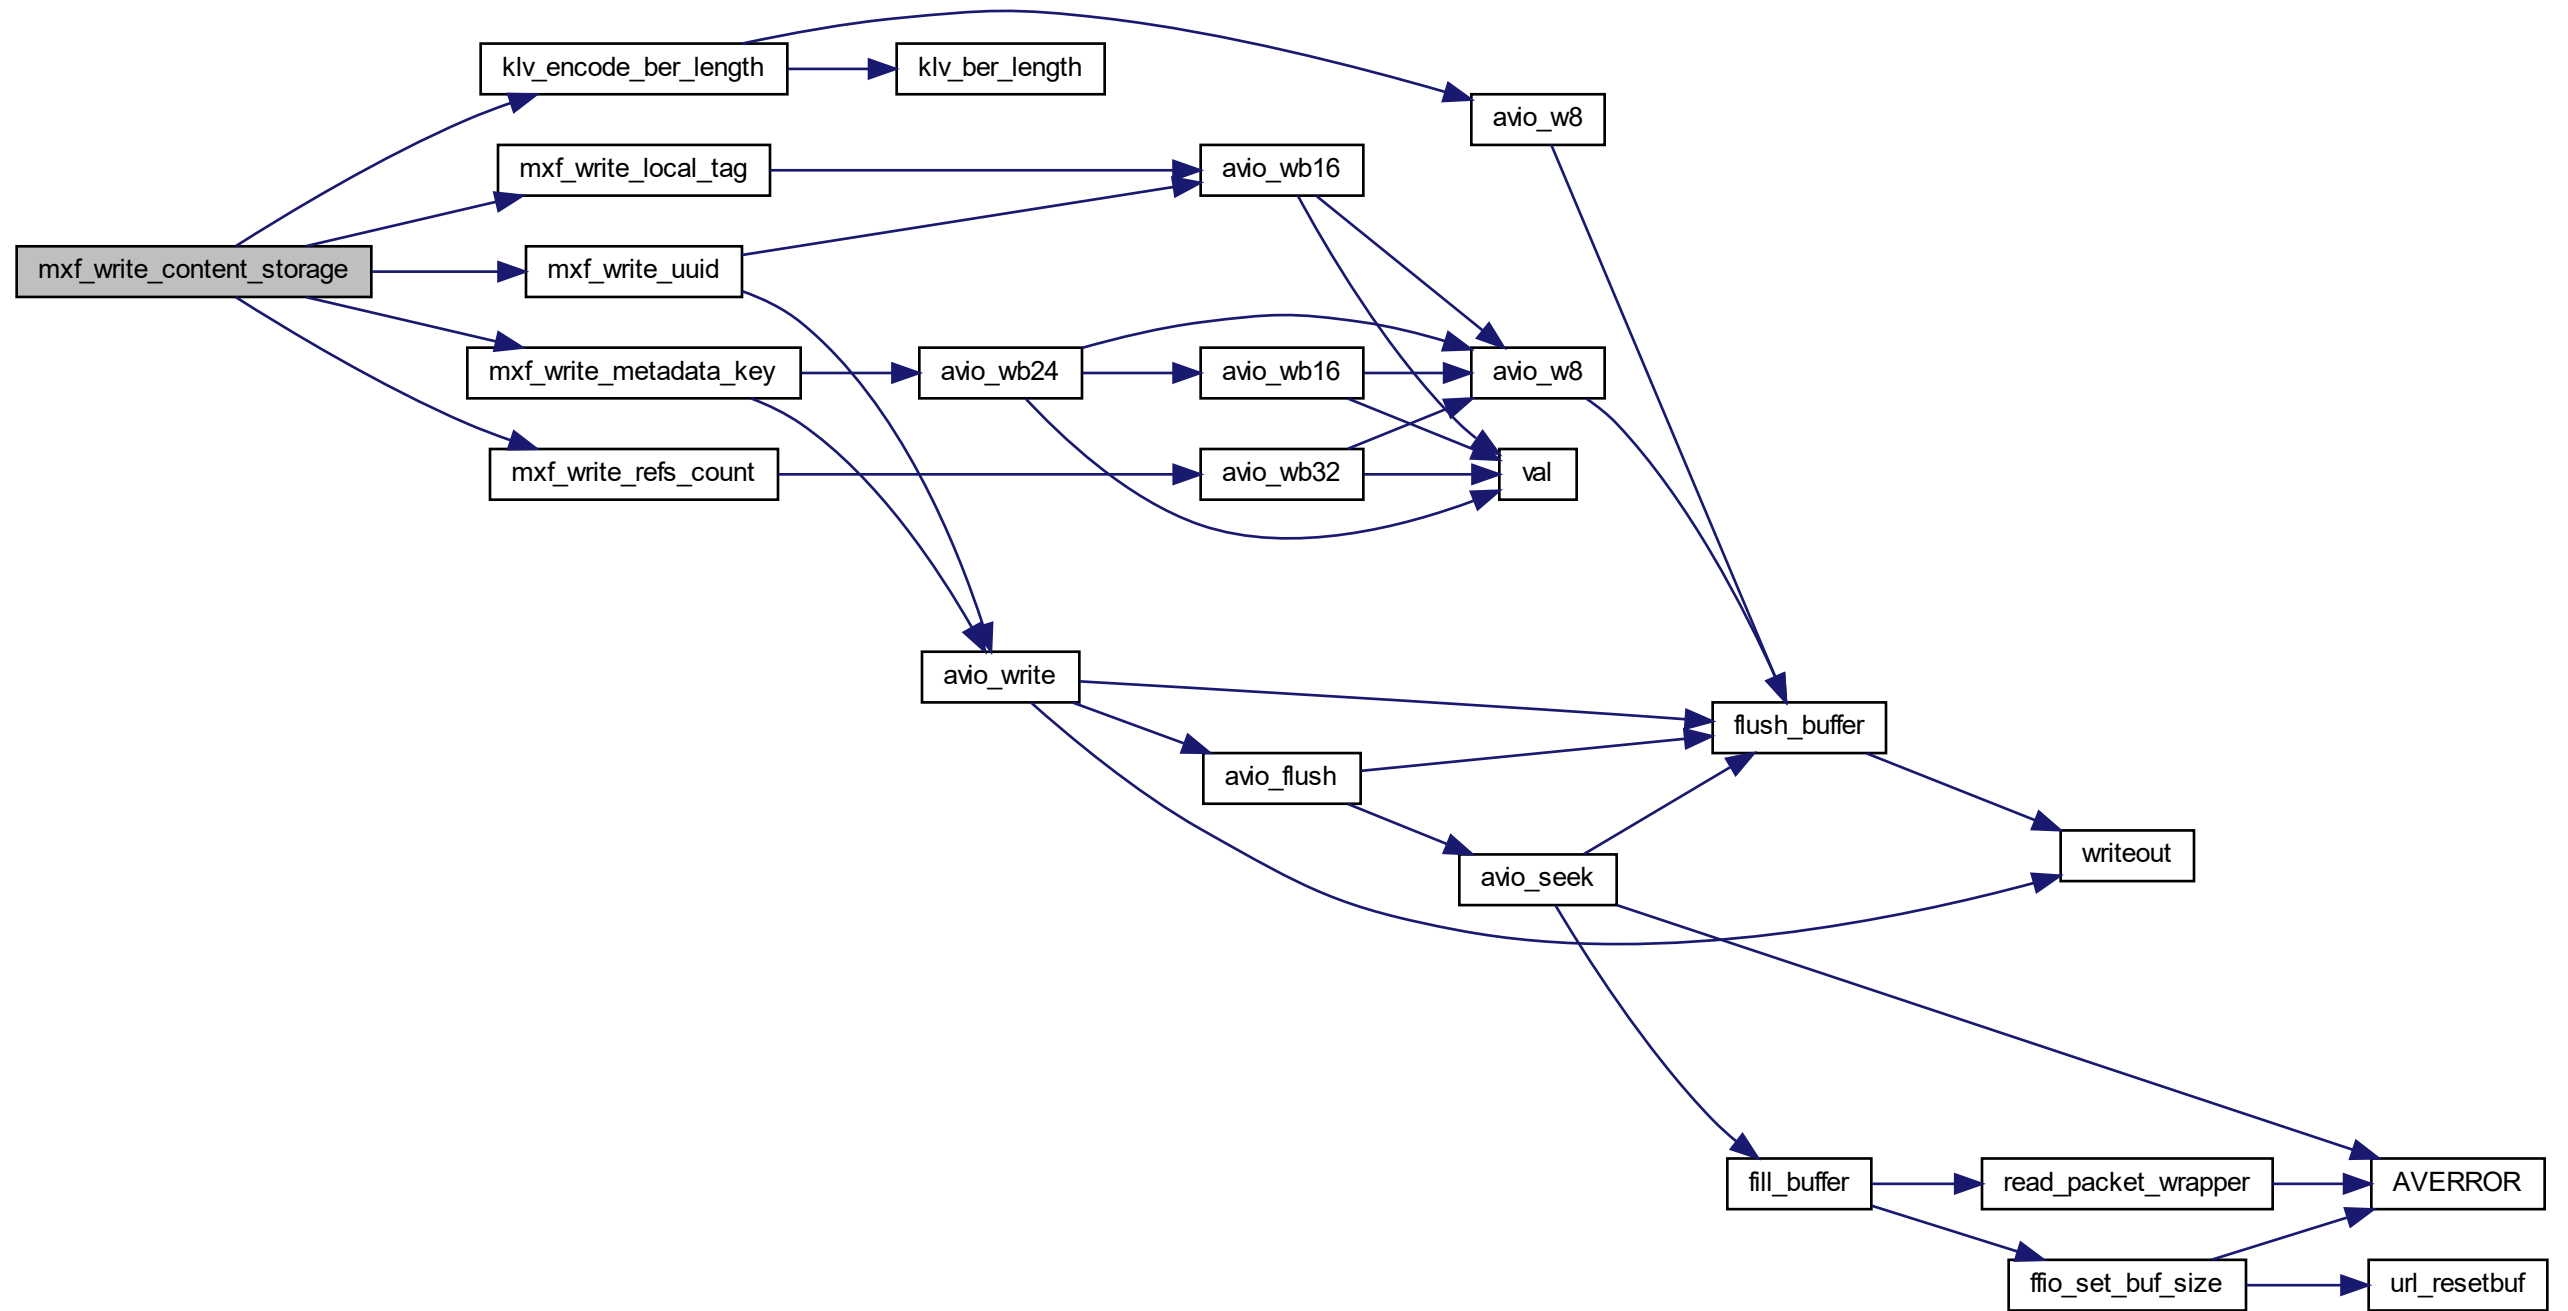 klv_encode_ber_length
klv_ber_length
avio_w8
mxf_write_local_tag
avio_wb16
mxf_write_content_storage
mxf_write_uuid
mxf_write_metadata_key
avio_wb24
avio_wb16
avio_w8
mxf_write_refs_count
avio_wb32
val
avio_write
flush_buffer
avio_flush
writeout
avio_seek
fill_buffer
read_packet_wrapper
AVERROR
ffio_set_buf_size
url_resetbuf